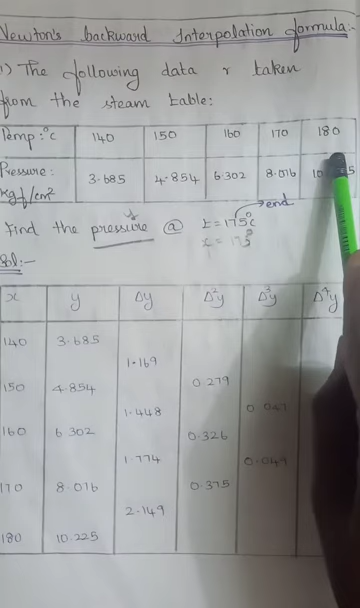 Newton's backward Interpolation formula:-
1) The following data r taken
from the steam table:
Temp:°c 140 150 160 170 180
Pressure: kgf/cm² 3.685 4.854 6.302 8.076
Find the pressure @ t=175°c end
x = 175
Sol:-
x y Δy Δ²y Δ³y Δ⁴y
140 3.685
1.169
150 4.854 0.279
1.448 0.047
160 6.302 0.326
1.774 0.049
170 8.076 0.375
2.149
180 10.225